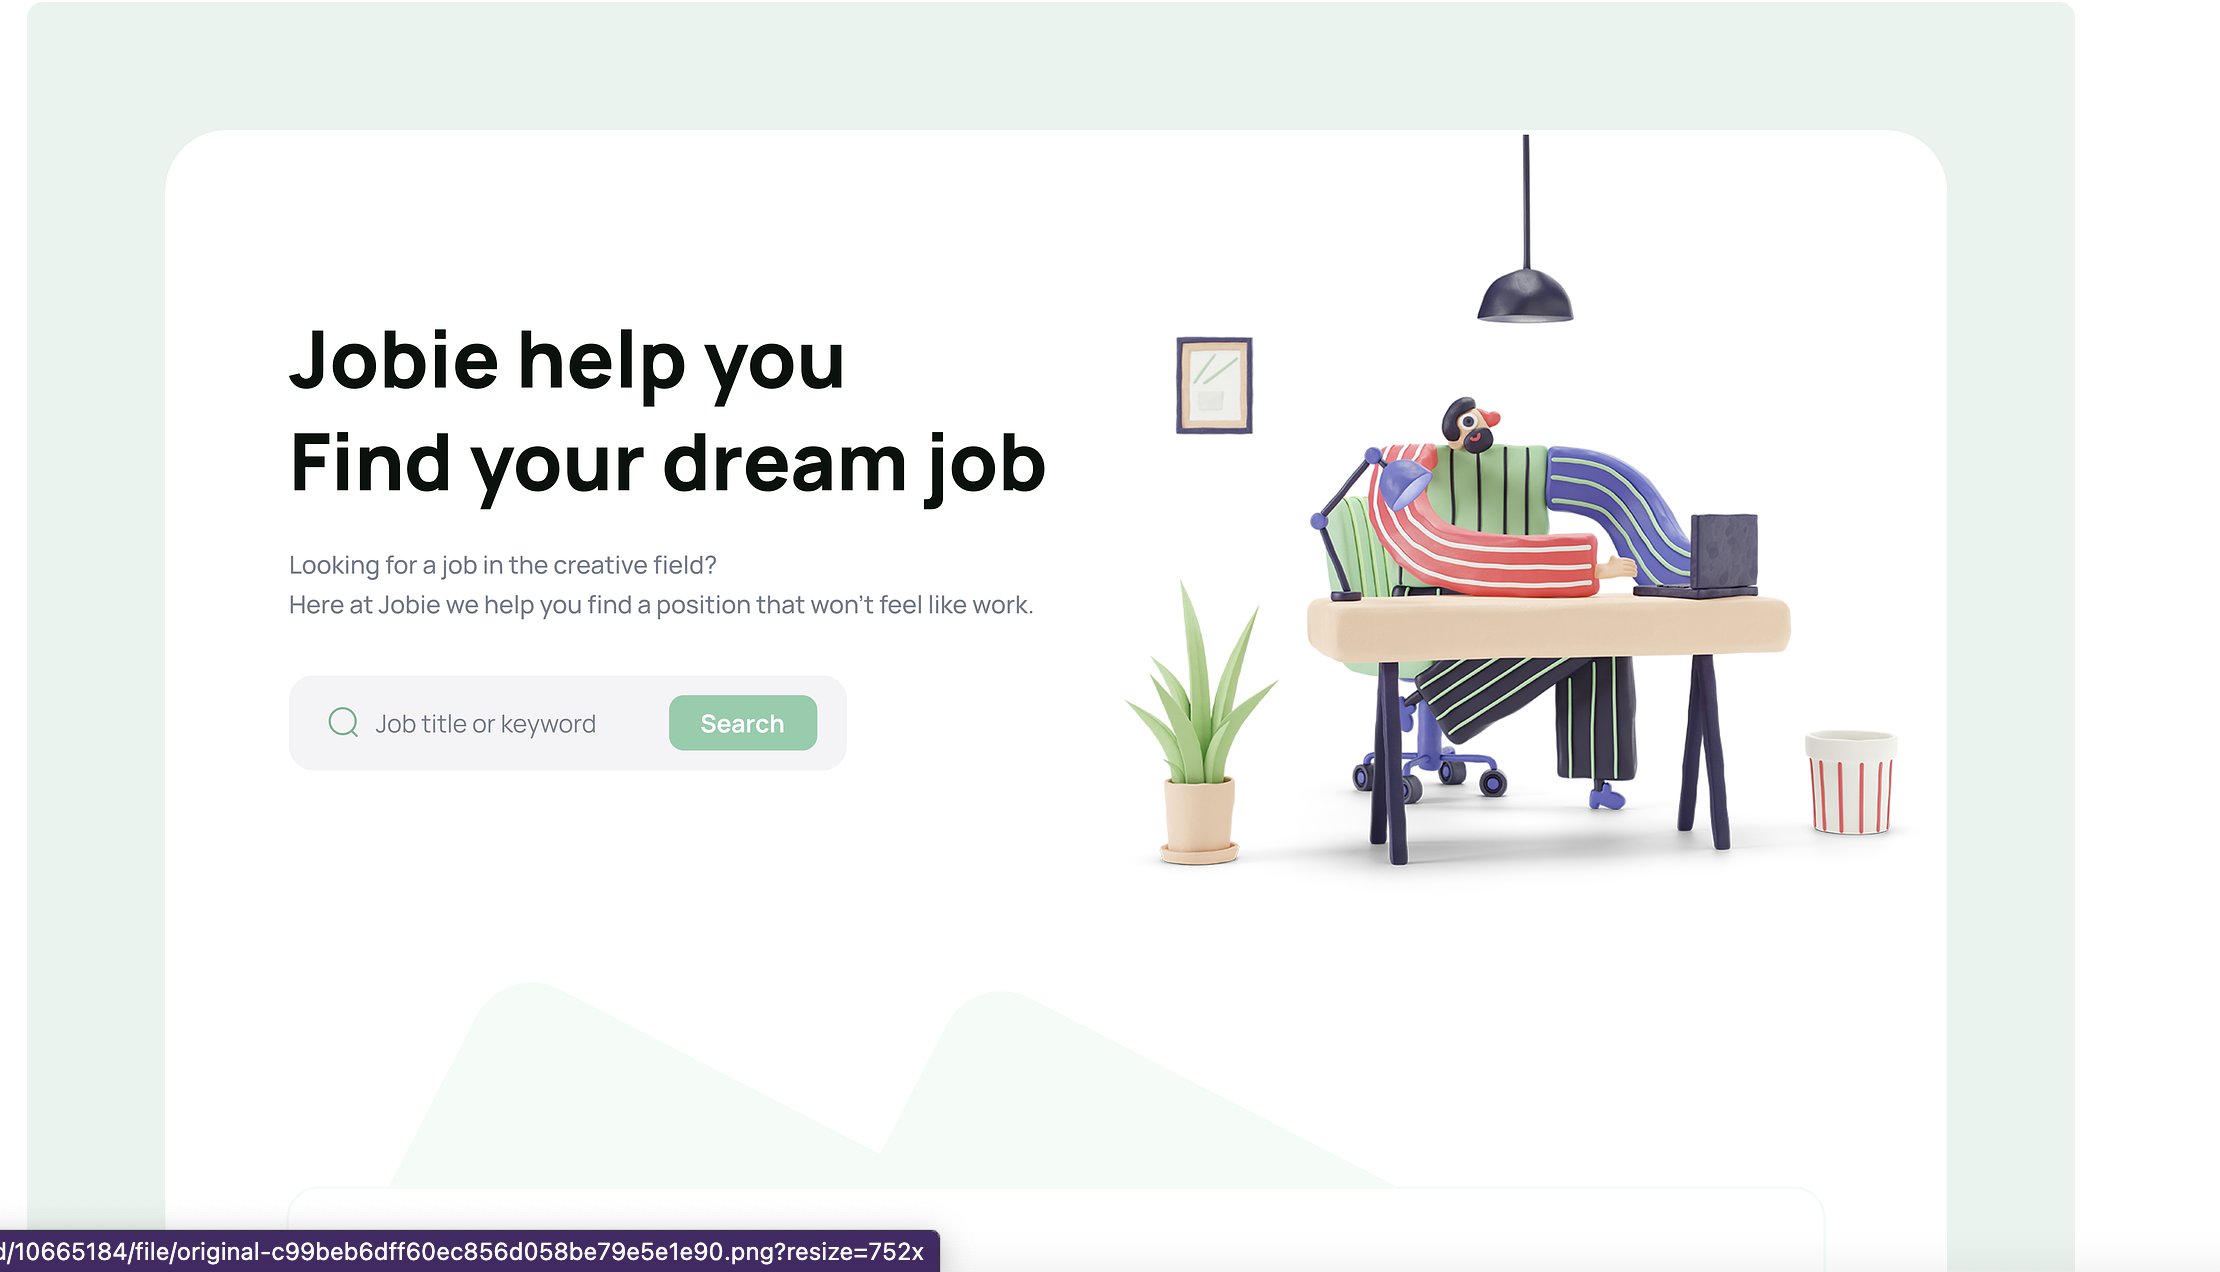 Jobie help you
Find your dream job
Looking for a job in the creative field?
Here at Jobie we help you find a position that won't feel like work.
Job title or keyword
Search
d/10665184/file/original-c99beb6dff60ec856d058be79e5e1e90.png?resize=752x